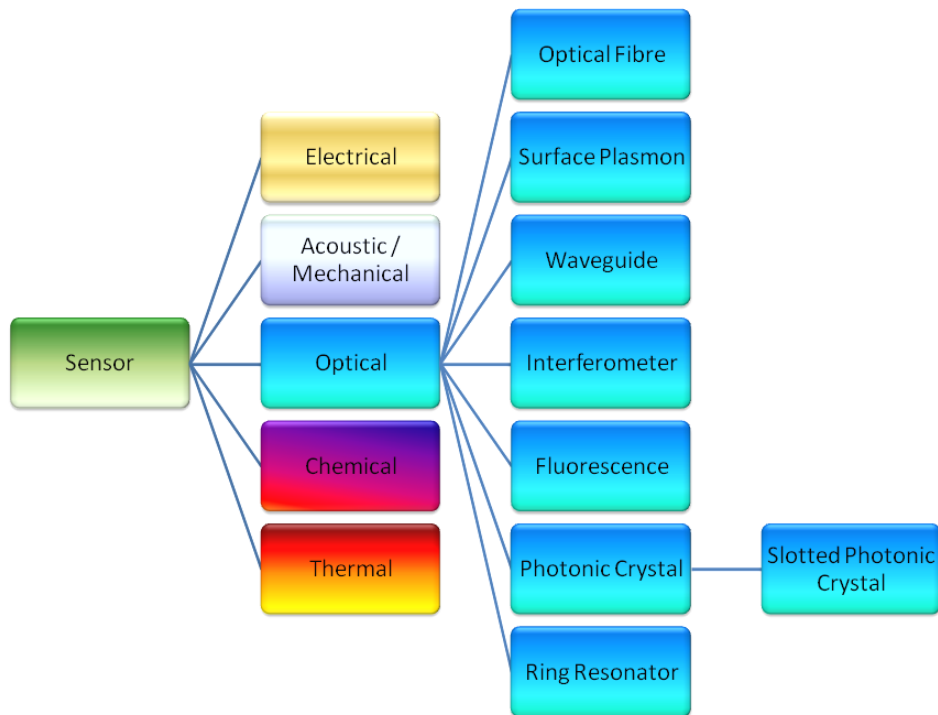 Sensor
Electrical
Acoustic /
Mechanical
Optical
Chemical
Thermal
Optical Fibre
Surface Plasmon
Waveguide
Interferometer
Fluorescence
Photonic Crystal
Ring Resonator
Slotted Photonic
Crystal